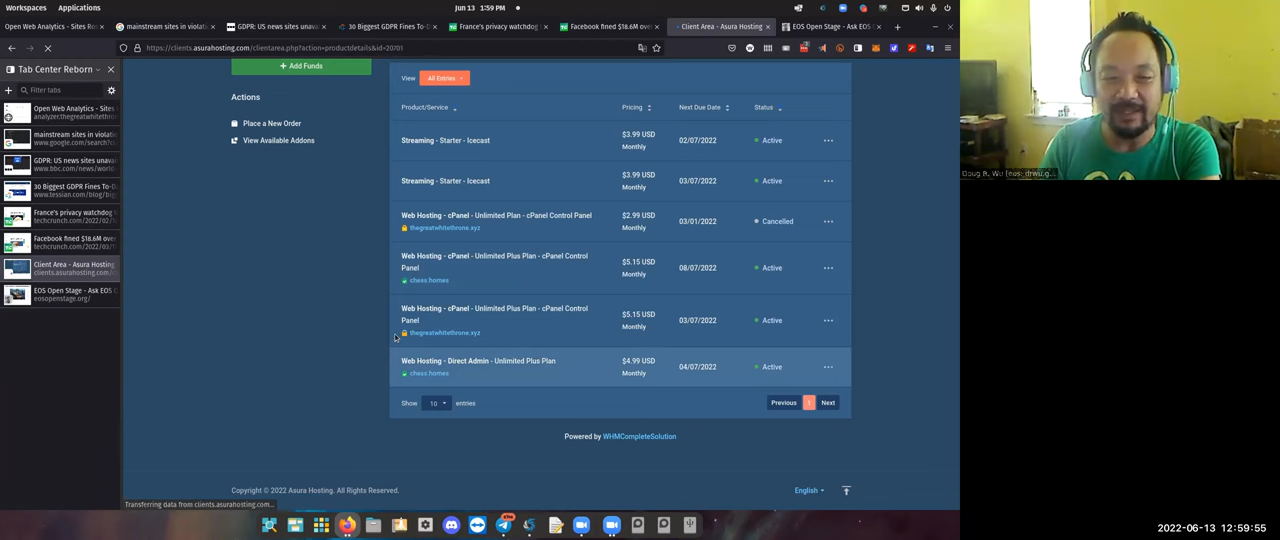 Workspaces Applications
Jun 13 1:59 PM
Open Web Analytics - Sites Ros
mainstream sites in violati
GDPR: US news sites unava
30 Biggest GDPR Fines To-D
France's privacy watchdog
Facebook fined $18.6M over
Client Area - Asura Hosting
EOS Open Stage - Ask EOS
https://clients.asurahosting.com/clientarea.php?action=productdetails&id=20701
Tab Center Reborn
Filter tabs
Open Web Analytics - Sites
analyzer.thegreatwhitethro
mainstream sites in violati
www.google.com/search?c
GDPR: US news sites unava
www.bbc.com/news/world-
30 Biggest GDPR Fines To-D
www.tessian.com/blog/big
France's privacy watchdog
techcrunch.com/2022/02/
Facebook fined $18.6M over
techcrunch.com/2022/03/
Client Area - Asura Hosting
clients.asurahosting.com/
EOS Open Stage - Ask EOS
eosopenstage.org/
+ Add Funds
Actions
Place a New Order
View Available Addons
View All Entries
Product/Service Pricing Next Due Date Status
Streaming - Starter - Icecast $3.99 USD Monthly 02/07/2022 Active
Streaming - Starter - Icecast $3.99 USD Monthly 03/07/2022 Active
Web Hosting - cPanel - Unlimited Plan - cPanel Control Panel $2.99 USD Monthly 03/01/2022 Cancelled
thegreatwhitethrone.xyz
Web Hosting - cPanel - Unlimited Plus Plan - cPanel Control
Panel $5.15 USD Monthly 08/07/2022 Active
chess.homes
Web Hosting - cPanel - Unlimited Plus Plan - cPanel Control
Panel $5.15 USD Monthly 03/07/2022 Active
thegreatwhitethrone.xyz
Web Hosting - Direct Admin - Unlimited Plus Plan $4.99 USD Monthly 04/07/2022 Active
chess.homes
Show 10 entries
Previous 1 Next
Powered by WHMCompleteSolution
Copyright © 2022 Asura Hosting. All Rights Reserved.
English
Transferring data from clients.asurahosting.com...
2022-06-13 12:59:55